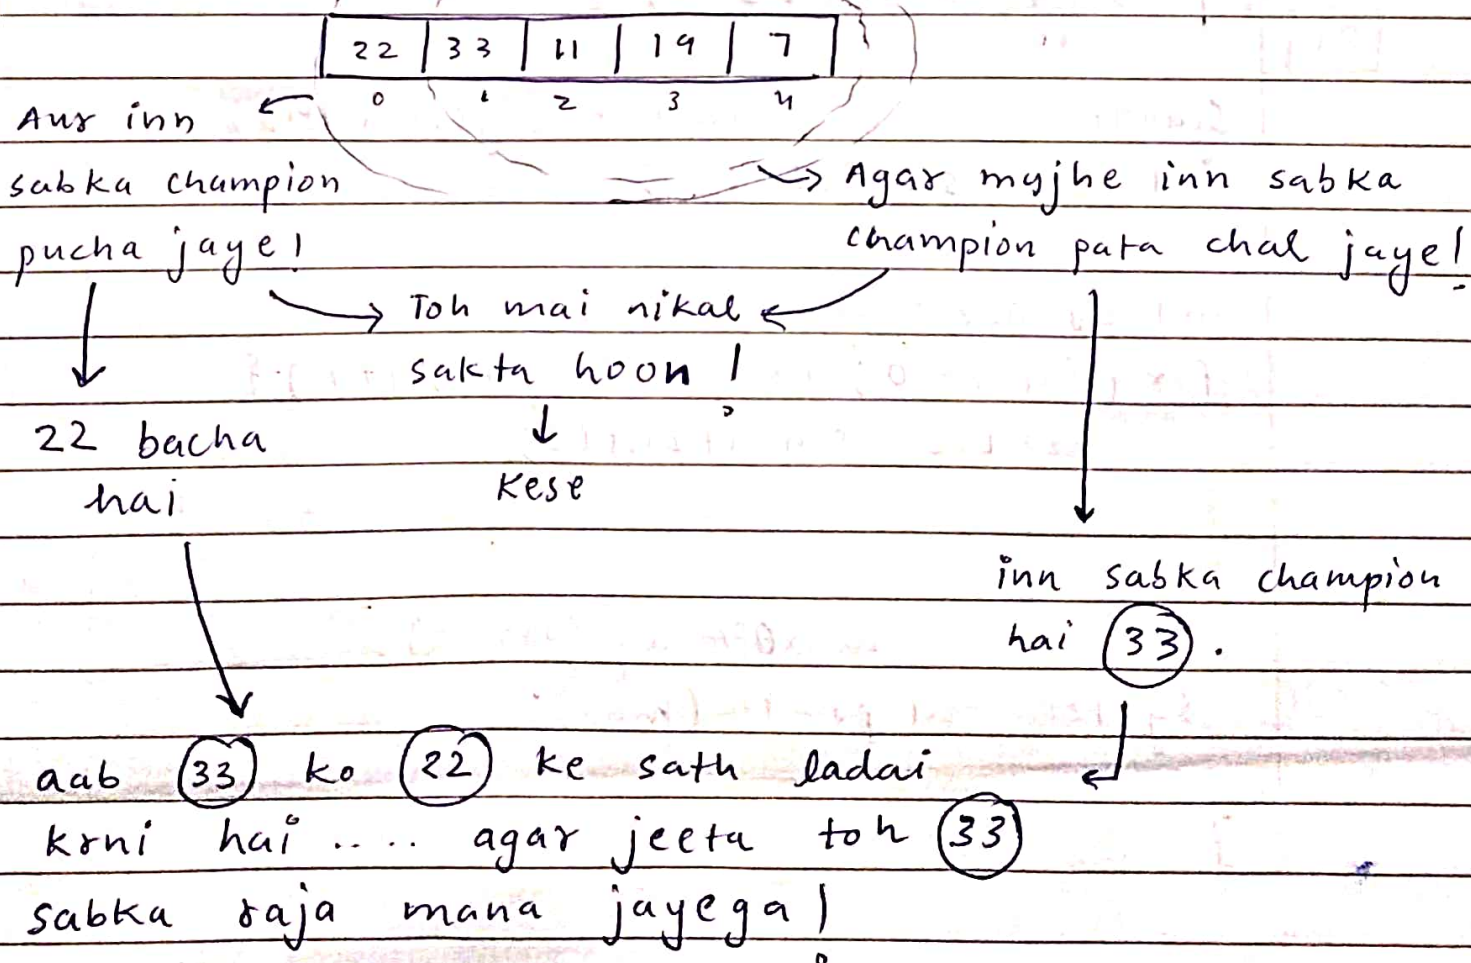 22 | 33 | 11 | 19 | 7
0 1 2 3 4
Aur inn
sabka champion
pucha jaye!
Agar mujhe inn sabka
champion pata chal jaye!
Toh mai nikal
sakta hoon!
Kese
22 bacha
hai
inn sabka champion
hai 33.
aab 33 ko 22 ke sath ladai
krni hai ..... agar jeeta toh 33
sabka raja mana jayega!